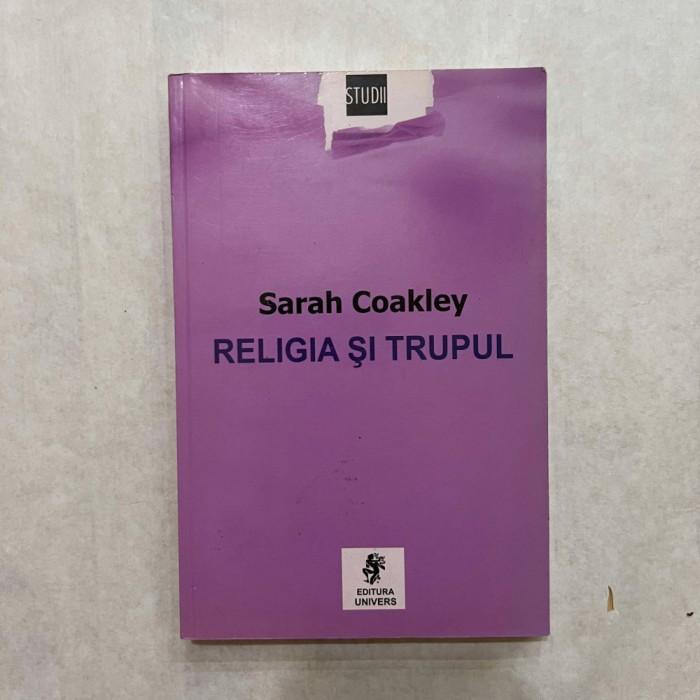 STUDII
Sarah Coakley
RELIGIA ŞI TRUPUL
EDITURA
UNIVERS